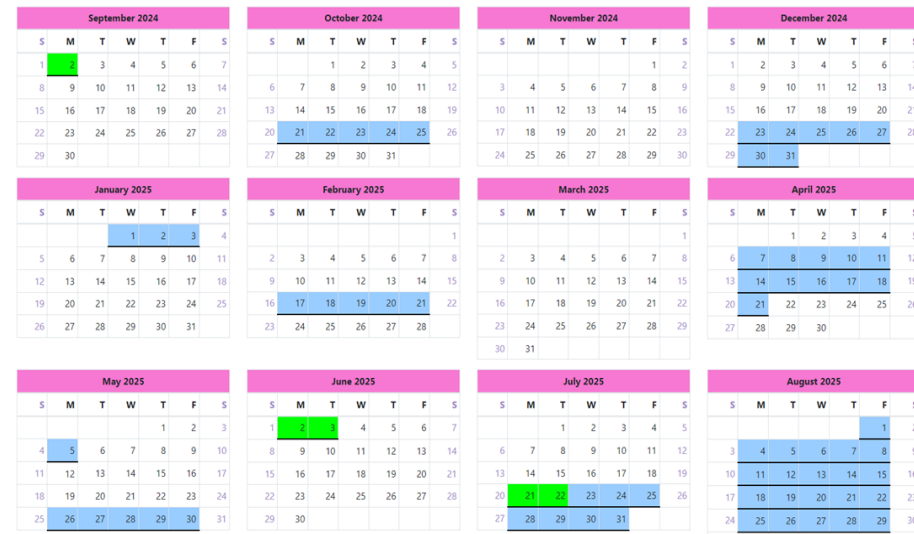 September 2024
S M T W T F S
1 2 3 4 5 6 7
8 9 10 11 12 13 14
15 16 17 18 19 20 21
22 23 24 25 26 27 28
29 30
October 2024
S M T W T F S
1 2 3 4 5
6 7 8 9 10 11 12
13 14 15 16 17 18 19
20 21 22 23 24 25 26
27 28 29 30 31
November 2024
S M T W T F S
1 2
3 4 5 6 7 8 9
10 11 12 13 14 15 16
17 18 19 20 21 22 23
24 25 26 27 28 29 30
December 2024
S M T W T F
1 2 3 4 5 6
8 9 10 11 12 13
15 16 17 18 19 20
22 23 24 25 26 27
29 30 31
January 2025
S M T W T F S
1 2 3 4
5 6 7 8 9 10 11
12 13 14 15 16 17 18
19 20 21 22 23 24 25
26 27 28 29 30 31
February 2025
S M T W T F S
1
2 3 4 5 6 7 8
9 10 11 12 13 14 15
16 17 18 19 20 21 22
23 24 25 26 27 28
March 2025
S M T W T F S
1
2 3 4 5 6 7 8
9 10 11 12 13 14 15
16 17 18 19 20 21 22
23 24 25 26 27 28 29
30 31
April 2025
S M T W T F
1 2 3 4
6 7 8 9 10 11
13 14 15 16 17 18
20 21 22 23 24 25
27 28 29 30
May 2025
S M T W T F S
1 2 3
4 5 6 7 8 9 10
11 12 13 14 15 16 17
18 19 20 21 22 23 24
25 26 27 28 29 30 31
June 2025
S M T W T F S
1 2 3 4 5 6 7
8 9 10 11 12 13 14
15 16 17 18 19 20 21
22 23 24 25 26 27 28
29 30
July 2025
S M T W T F S
1 2 3 4 5
6 7 8 9 10 11 12
13 14 15 16 17 18 19
20 21 22 23 24 25 26
27 28 29 30 31
August 2025
S M T W T F
1
3 4 5 6 7 8
10 11 12 13 14 15
17 18 19 20 21 22
24 25 26 27 28 29